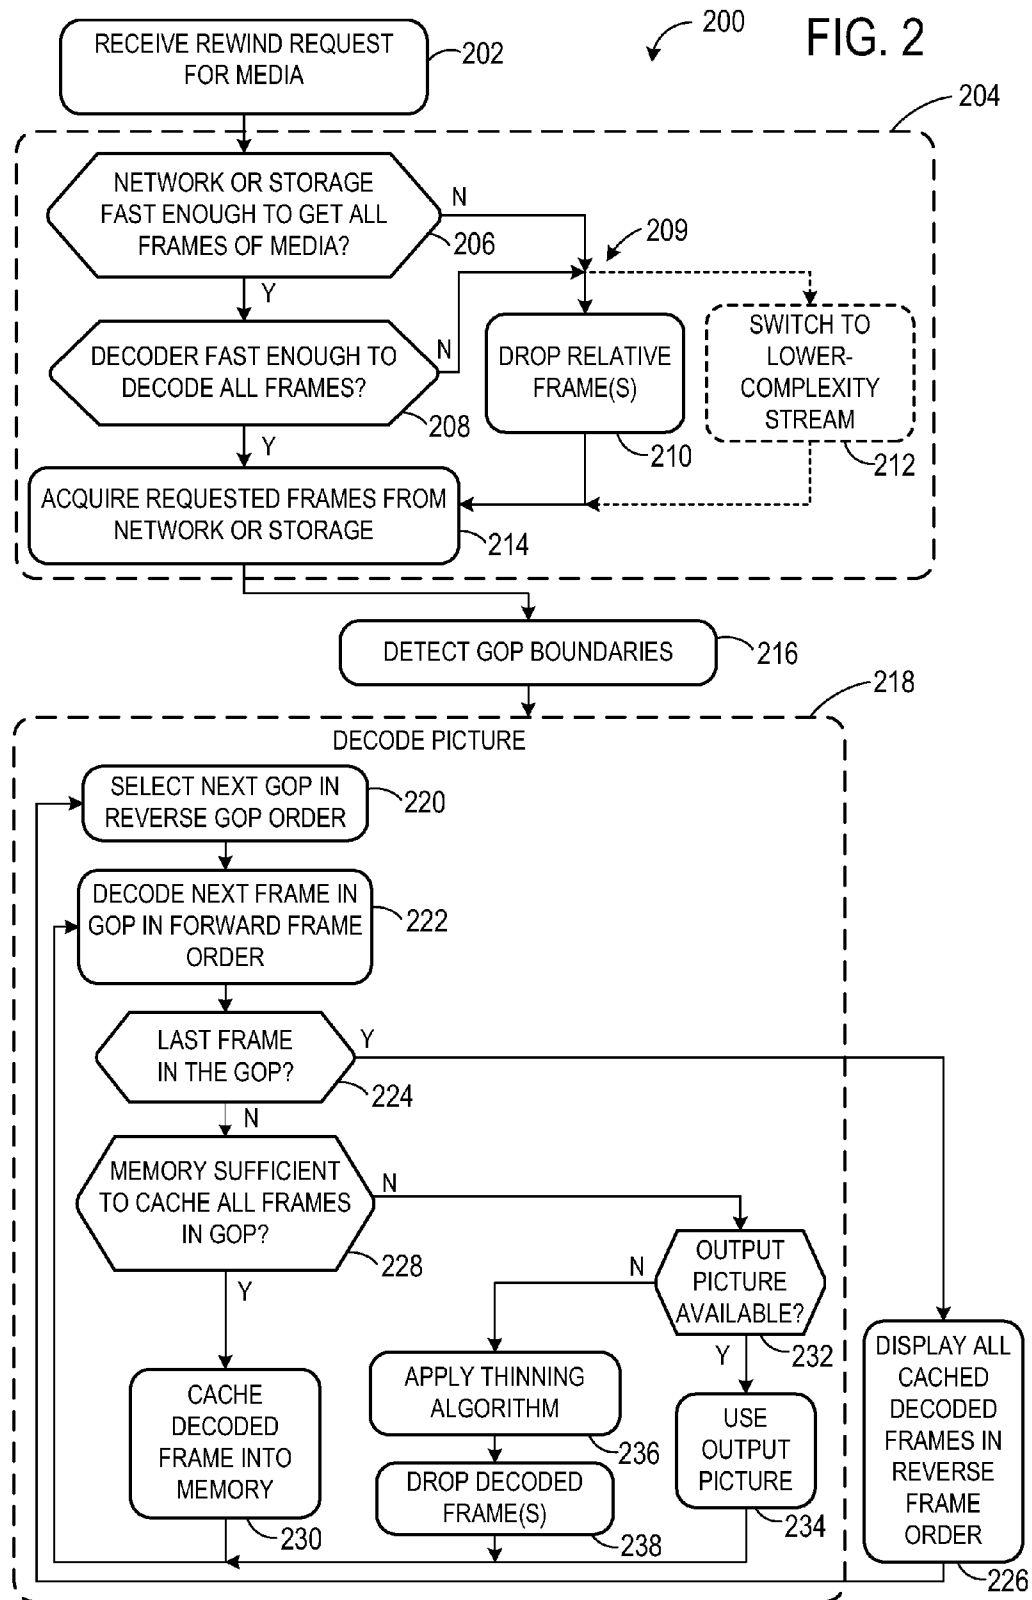 200
FIG. 2
RECEIVE REWIND REQUEST
FOR MEDIA
202
204
NETWORK OR STORAGE
FAST ENOUGH TO GET ALL
FRAMES OF MEDIA?
N
206
209
Y
DECODER FAST ENOUGH TO
DECODE ALL FRAMES?
N
208
DROP RELATIVE
FRAME(S)
210
SWITCH TO
LOWER-
COMPLEXITY
STREAM
212
Y
ACQUIRE REQUESTED FRAMES FROM
NETWORK OR STORAGE
214
DETECT GOP BOUNDARIES
216
218
DECODE PICTURE
SELECT NEXT GOP IN
REVERSE GOP ORDER
220
DECODE NEXT FRAME IN
GOP IN FORWARD FRAME
ORDER
222
LAST FRAME
IN THE GOP?
Y
224
N
MEMORY SUFFICIENT
TO CACHE ALL FRAMES
IN GOP?
N
228
Y
OUTPUT
PICTURE
AVAILABLE?
N
232
Y
CACHE
DECODED
FRAME INTO
MEMORY
230
APPLY THINNING
ALGORITHM
236
DROP DECODED
FRAME(S)
238
USE
OUTPUT
PICTURE
234
DISPLAY ALL
CACHED
DECODED
FRAMES IN
REVERSE
FRAME
ORDER
226